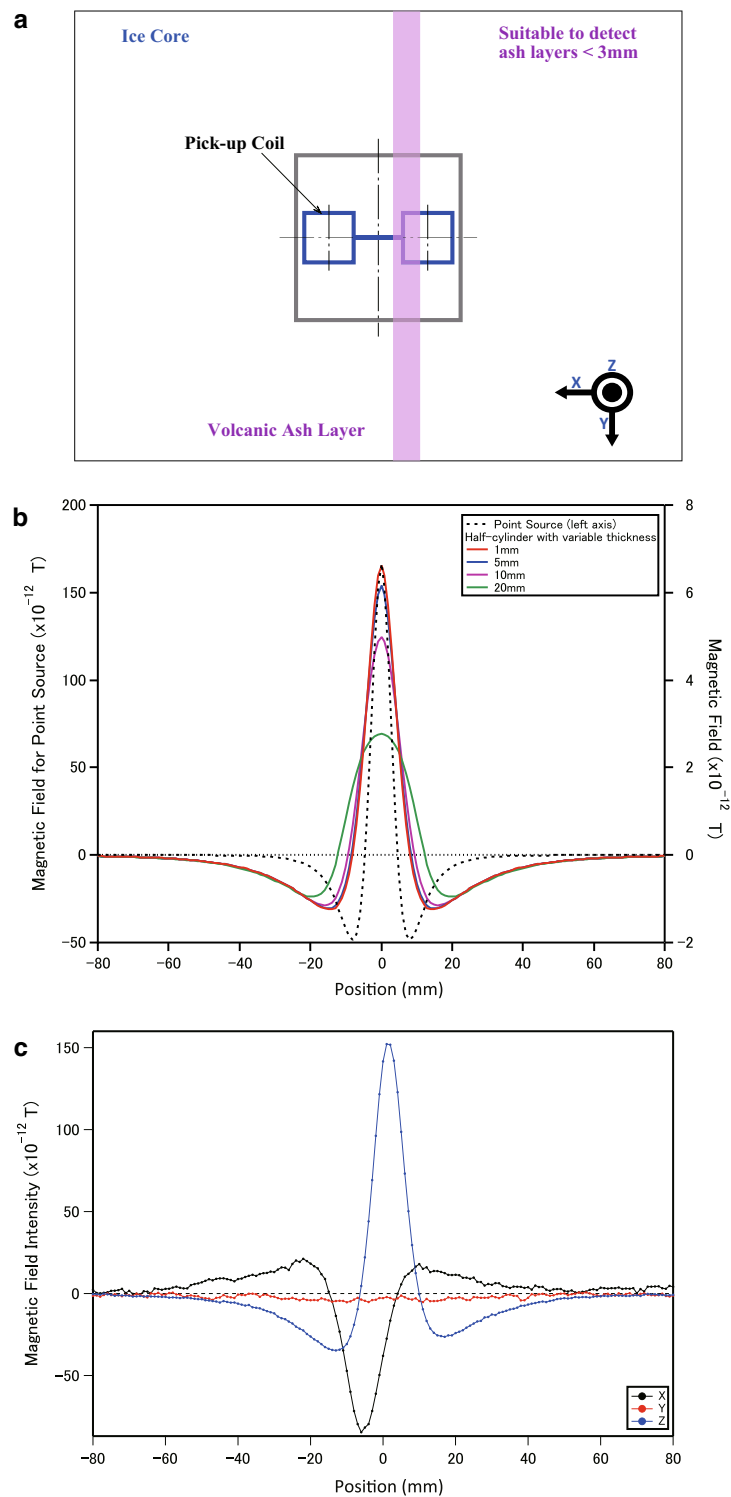 a
Ice Core
Suitable to detect
ash layers < 3mm
Pick-up Coil
Z
X
Y
Volcanic Ash Layer
b
200
150
100
50
0
−50
8
6
4
2
0
−2
Magnetic Field for Point Source (x10⁻¹² T)
Magnetic Field (x10⁻¹² T)
Point Source (left axis)
Half-cylinder with variable thickness
1mm
5mm
10mm
20mm
−80 −60 −40 −20 0 20 40 60 80
Position (mm)
c
150
100
50
0
−50
Magnetic Field Intensity (x10⁻¹² T)
X
Y
Z
−80 −60 −40 −20 0 20 40 60 80
Position (mm)